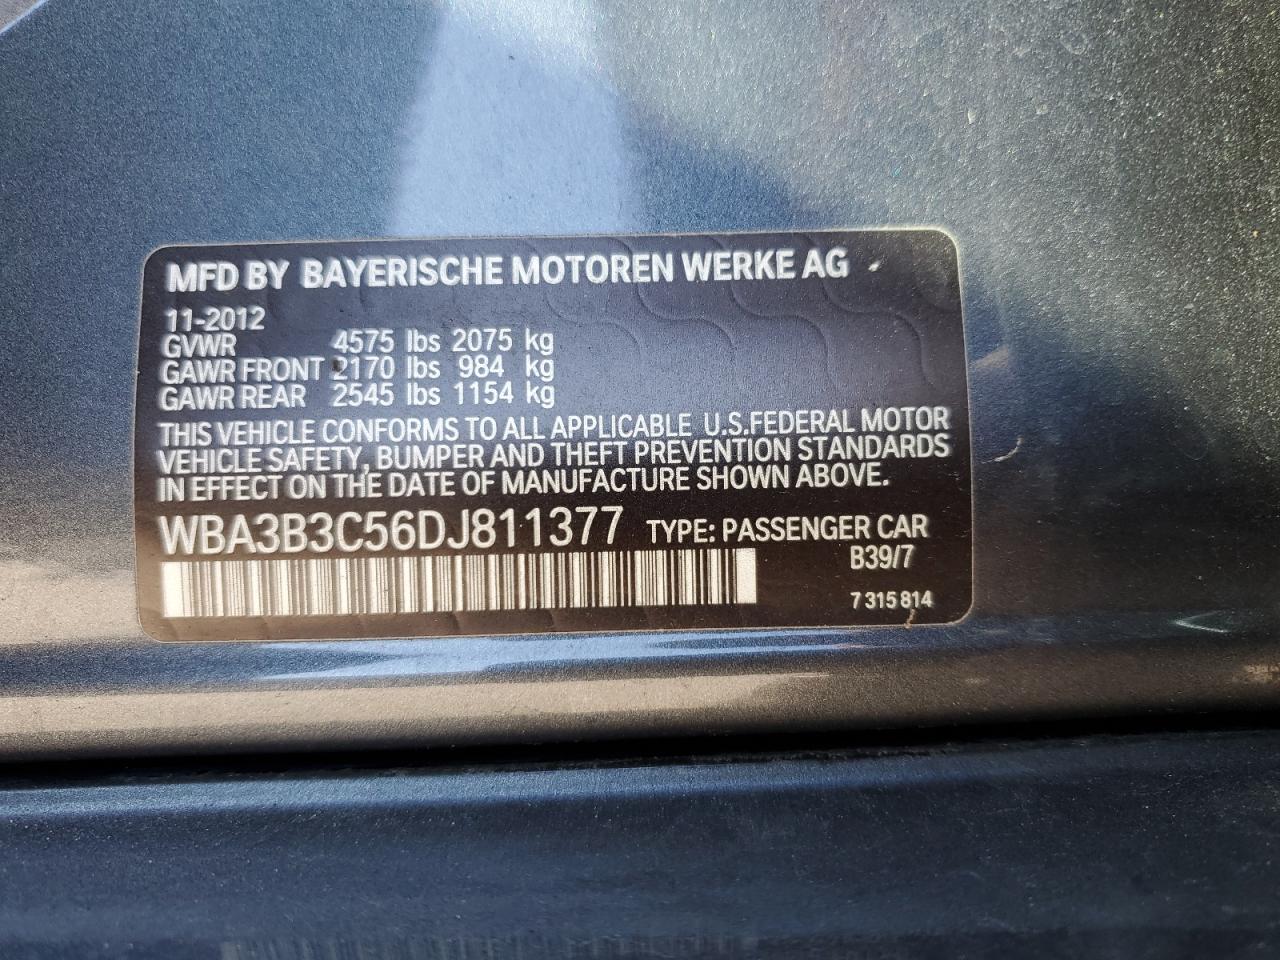 MFD BY BAYERISCHE MOTOREN WERKE AG
11-2012
GVWR 4575 lbs 2075 kg
GAWR FRONT 2170 lbs 984 kg
GAWR REAR 2545 lbs 1154 kg
THIS VEHICLE CONFORMS TO ALL APPLICABLE U.S.FEDERAL MOTOR
VEHICLE SAFETY, BUMPER AND THEFT PREVENTION STANDARDS
IN EFFECT ON THE DATE OF MANUFACTURE SHOWN ABOVE.
WBA3B3C56DJ811377 TYPE: PASSENGER CAR
B39/7
7 315 814